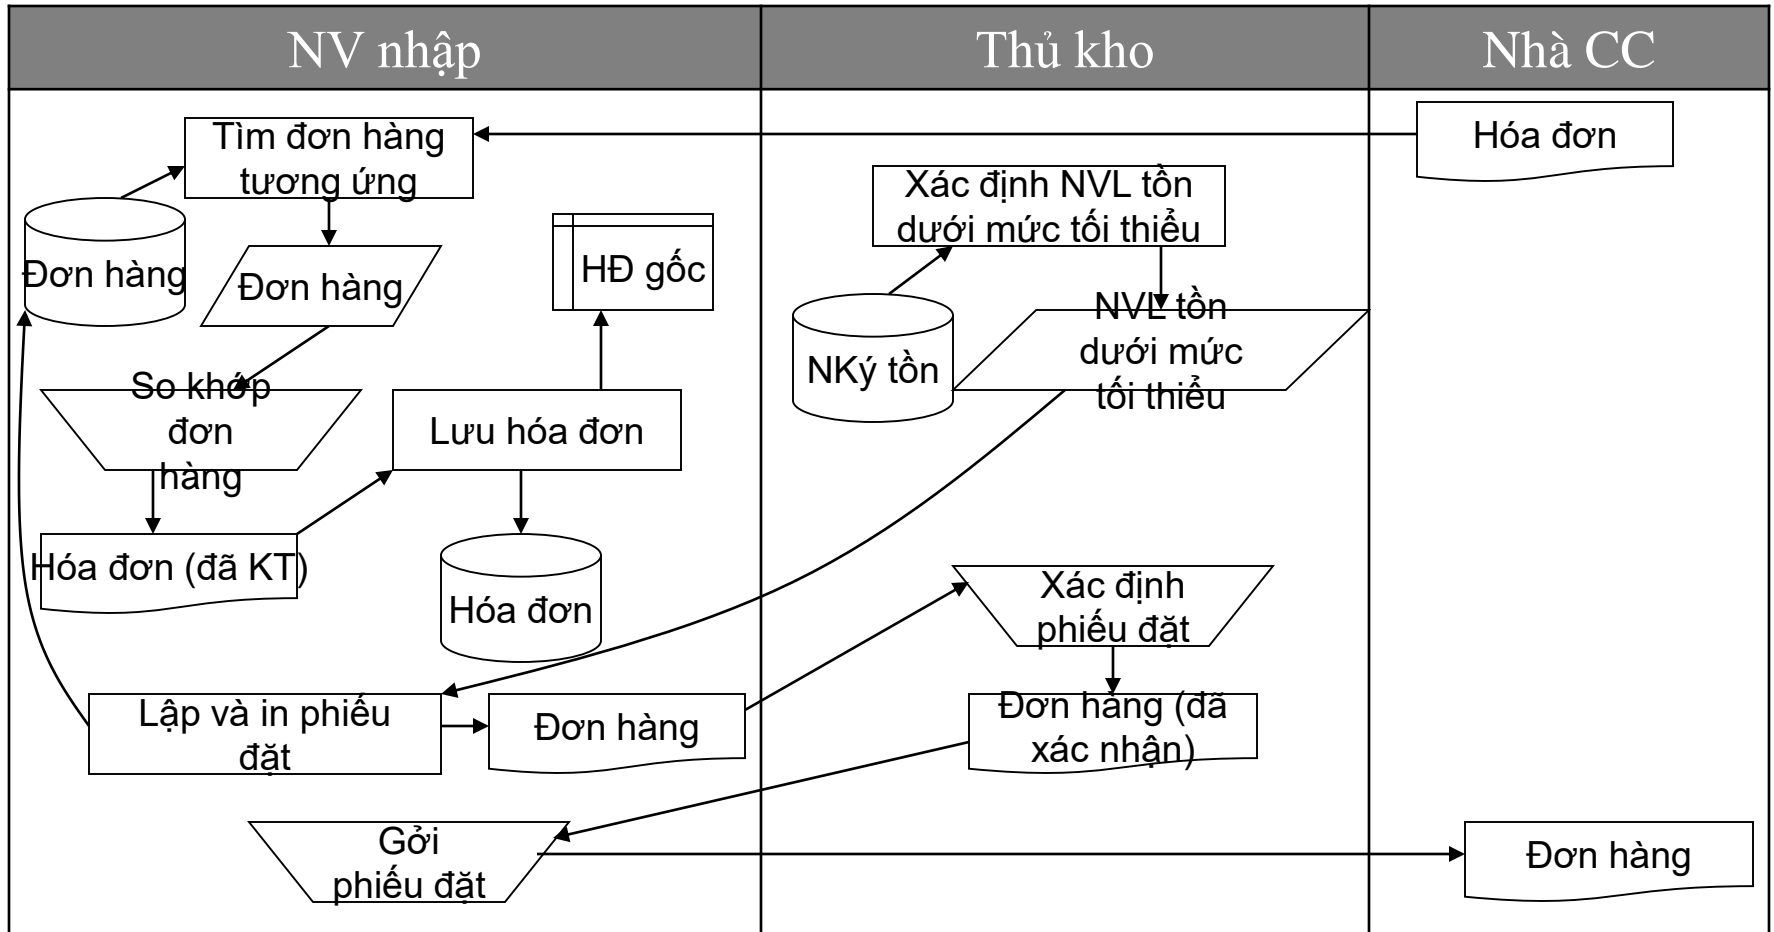 NV nhập
Thủ kho
Nhà CC
Tìm đơn hàng
tương ứng
Hóa đơn
Xác định NVL tồn
dưới mức tối thiểu
Đơn hàng
Đơn hàng
HĐ gốc
NVL tồn
dưới mức
tối thiểu
NKý tồn
So khớp
đơn
hàng
Lưu hóa đơn
Hóa đơn (đã KT)
Hóa đơn
Xác định
phiếu đặt
Lập và in phiếu
đặt
Đơn hàng
Đơn hàng (đã
xác nhận)
Gởi
phiếu đặt
Đơn hàng